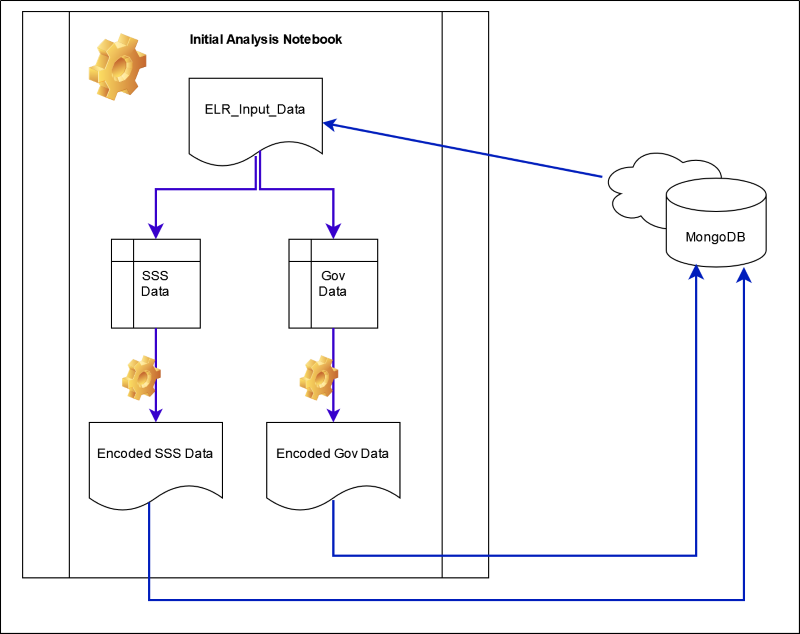 Initial Analysis Notebook
ELR_Input_Data
MongoDB
SSS
Data
Gov
Data
Encoded SSS Data
Encoded Gov Data